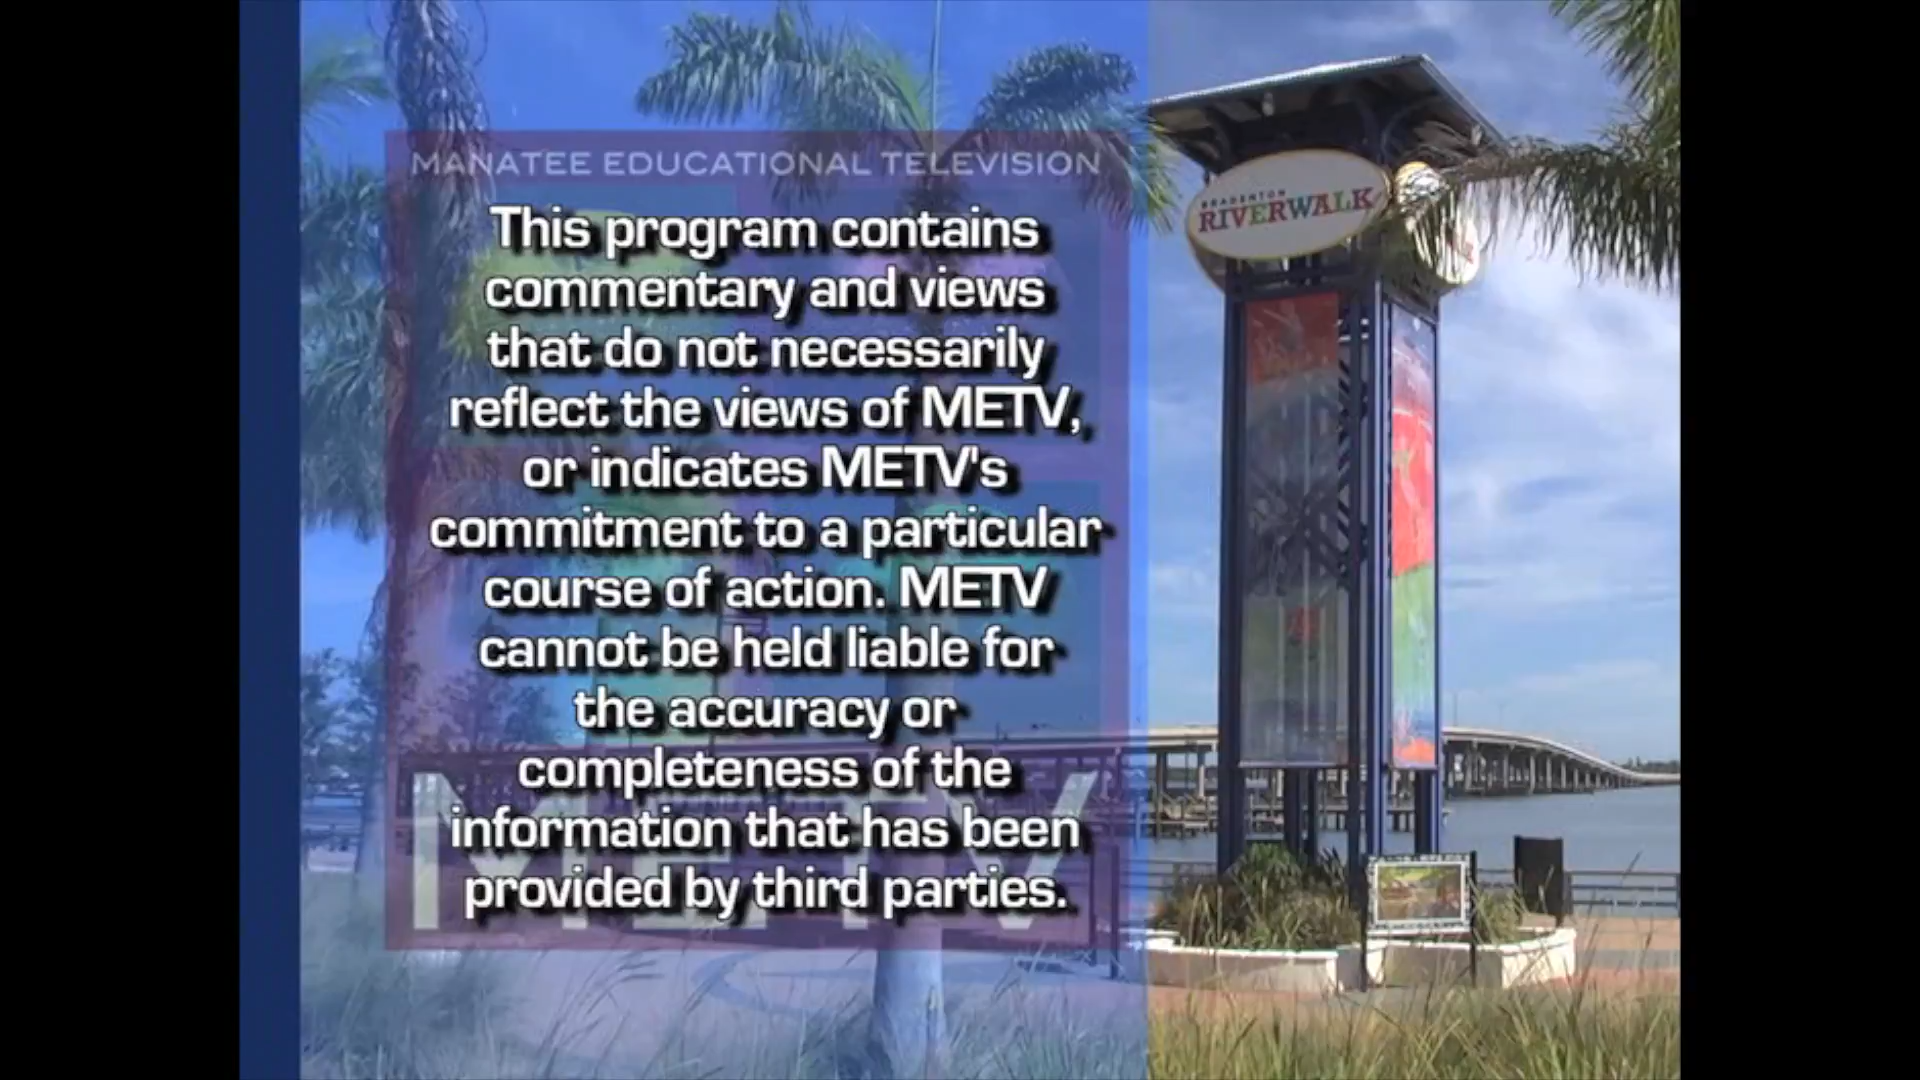 MANATEE EDUCATIONAL TELEVISION
This program contains
commentary and views
that do not necessarily
reflect the views of METV,
or indicates METV's
commitment to a particular
course of action. METV
cannot be held liable for
the accuracy or
completeness of the
information that has been
provided by third parties.
METV
BRADENTON
RIVERWALK